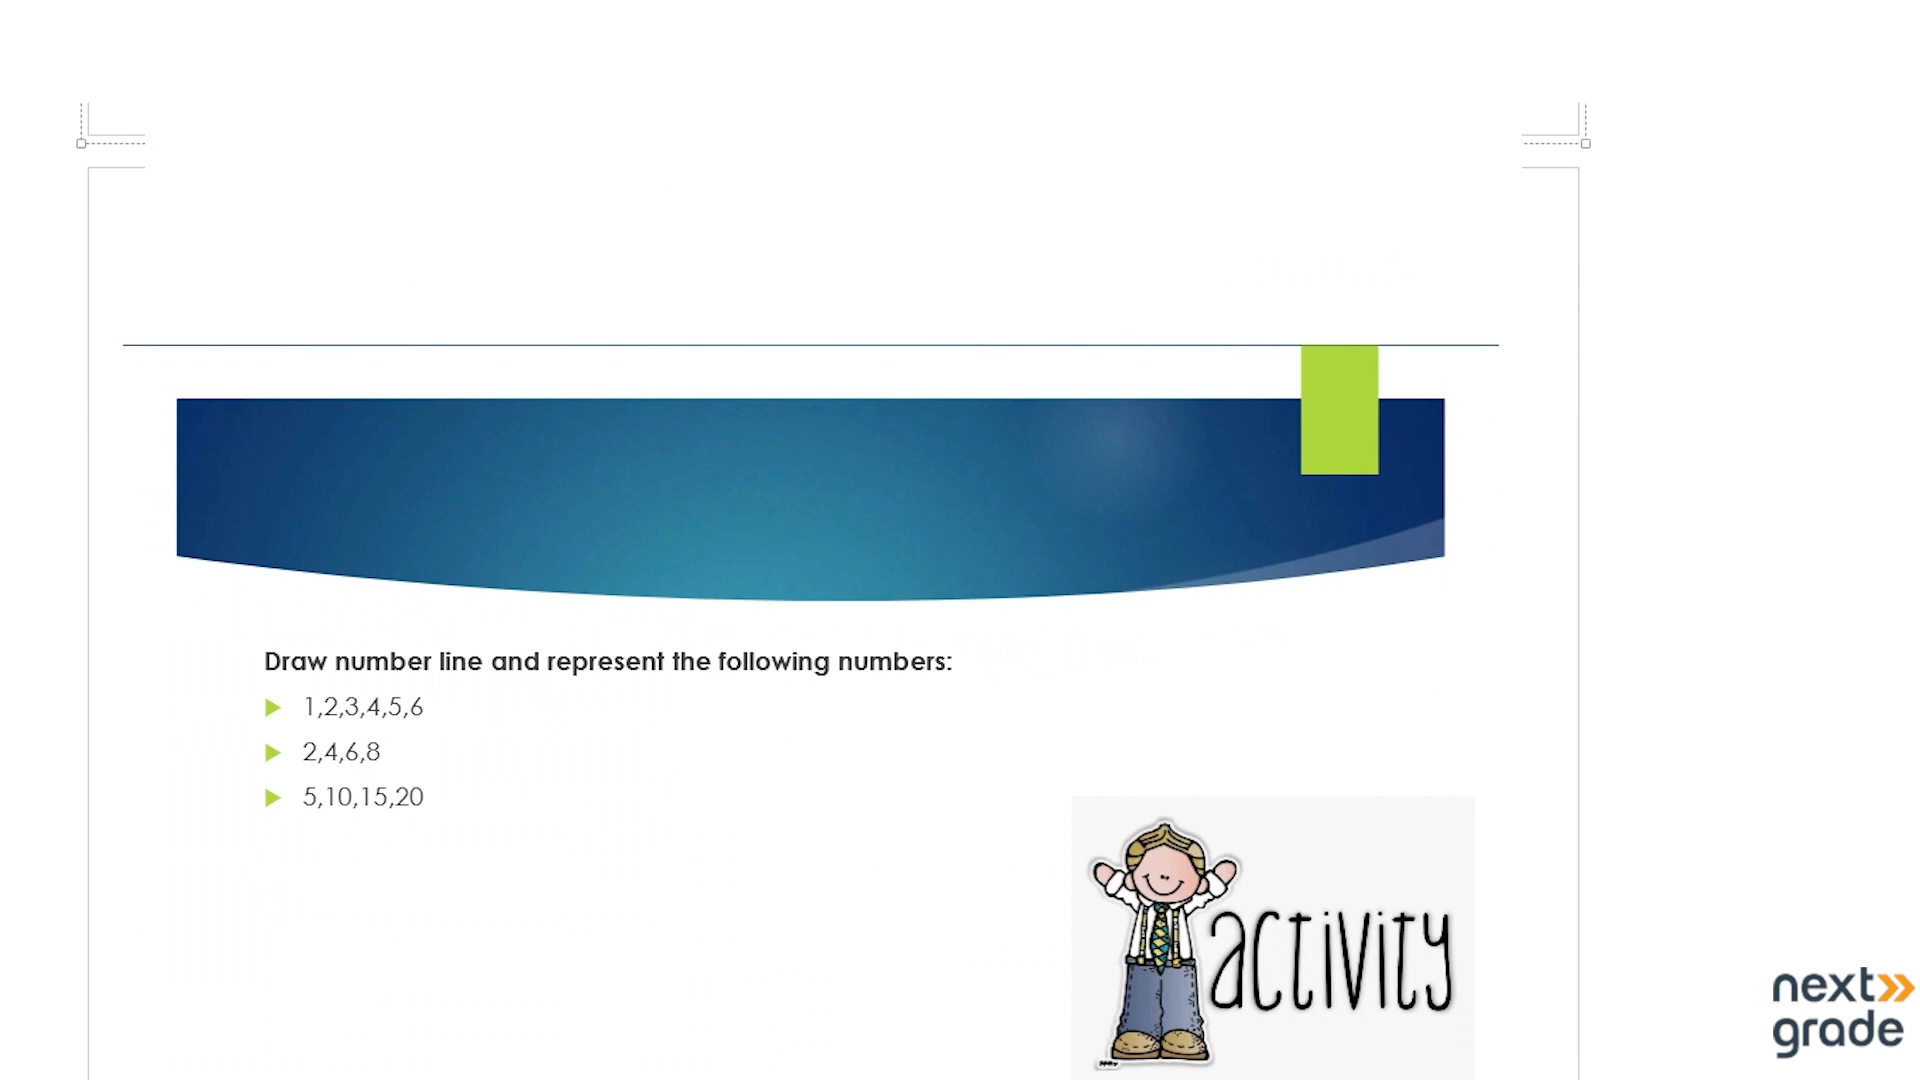 Draw number line and represent the following numbers:
1,2,3,4,5,6
2,4,6,8
5,10,15,20
activity
next
grade